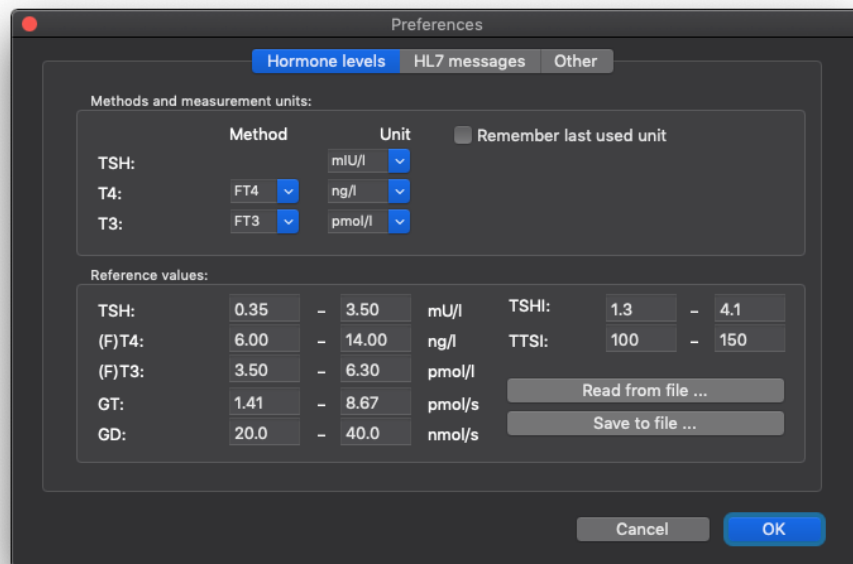 Preferences
Hormone levels HL7 messages Other
Methods and measurement units:
Method Unit Remember last used unit
TSH: mIU/l
T4: FT4 ng/l
T3: FT3 pmol/l
Reference values:
TSH: 0.35 – 3.50 mU/l TSHI: 1.3 – 4.1
(F)T4: 6.00 – 14.00 ng/l TTSI: 100 – 150
(F)T3: 3.50 – 6.30 pmol/l
Read from file ...
GT: 1.41 – 8.67 pmol/s
Save to file ...
GD: 20.0 – 40.0 nmol/s
Cancel OK